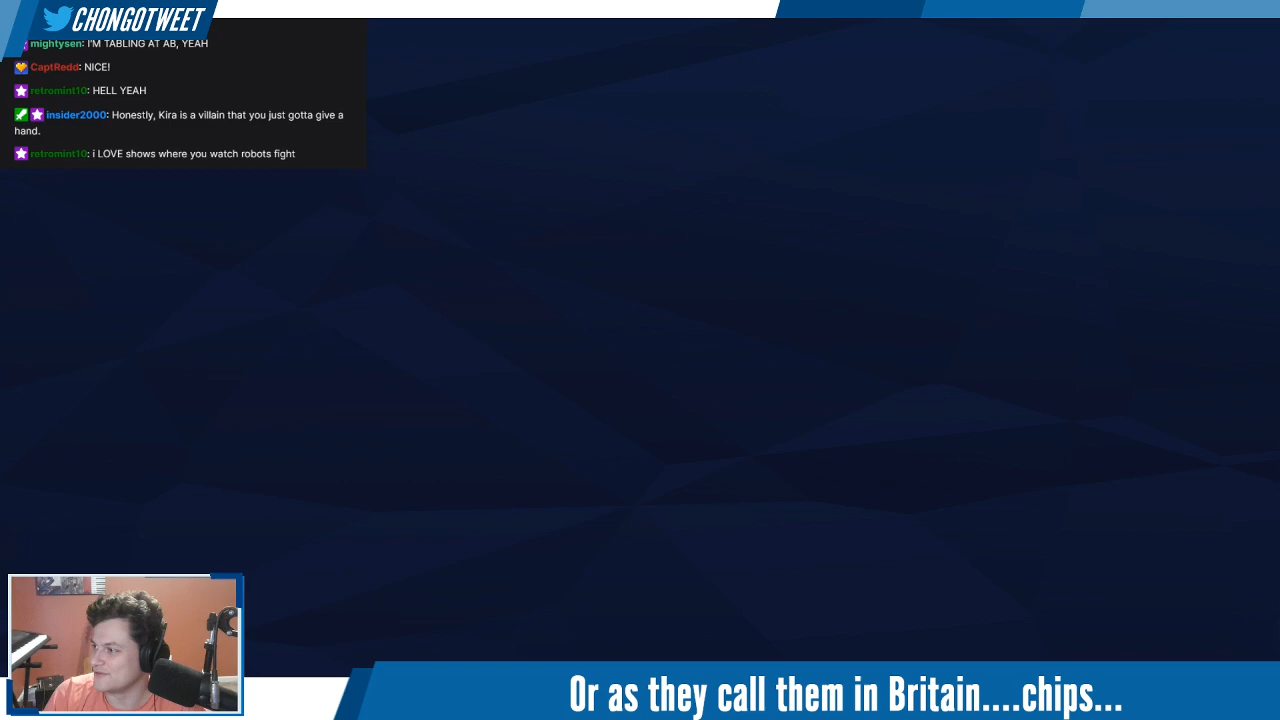 CHONGOTWEET
mightysen: I'M TABLING AT AB, YEAH
CaptRedd: NICE!
retromint10: HELL YEAH
insider2000: Honestly, Kira is a villain that you just gotta give a
hand.
retromint10: i LOVE shows where you watch robots fight
Or as they call them in Britain....chips...